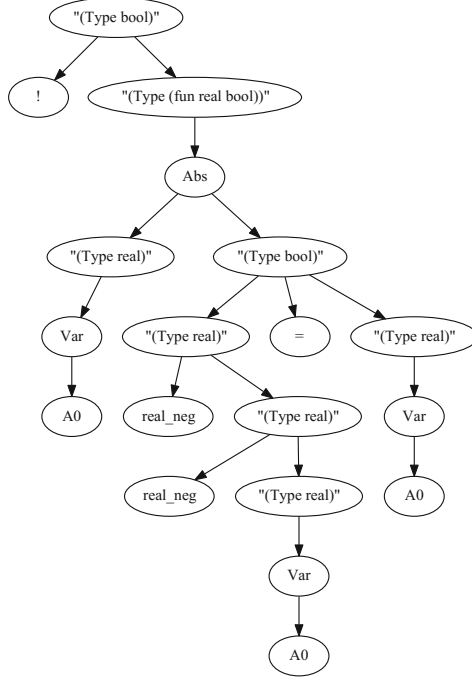 "(Type bool)"
!
"(Type (fun real bool))"
Abs
"(Type real)"
"(Type bool)"
Var
"(Type real)"
=
"(Type real)"
A0
real_neg
"(Type real)"
Var
real_neg
"(Type real)"
A0
Var
A0